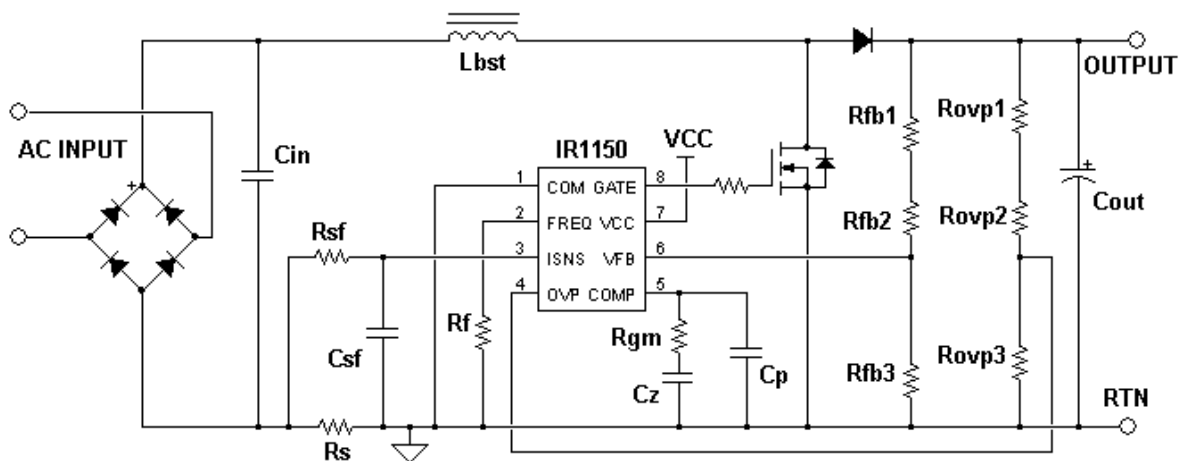 Lbst
OUTPUT
AC INPUT
Cin
Rfb1
Rovp1
VCC
IR1150
+
+
1 COM GATE 8
2 FREQ VCC 7
3 ISNS VFB 6
4 OVP COMP 5
Cout
Rsf
Rfb2
Rovp2
Rf
Csf
Rgm
Cz
Cp
Rfb3
Rovp3
RTN
Rs